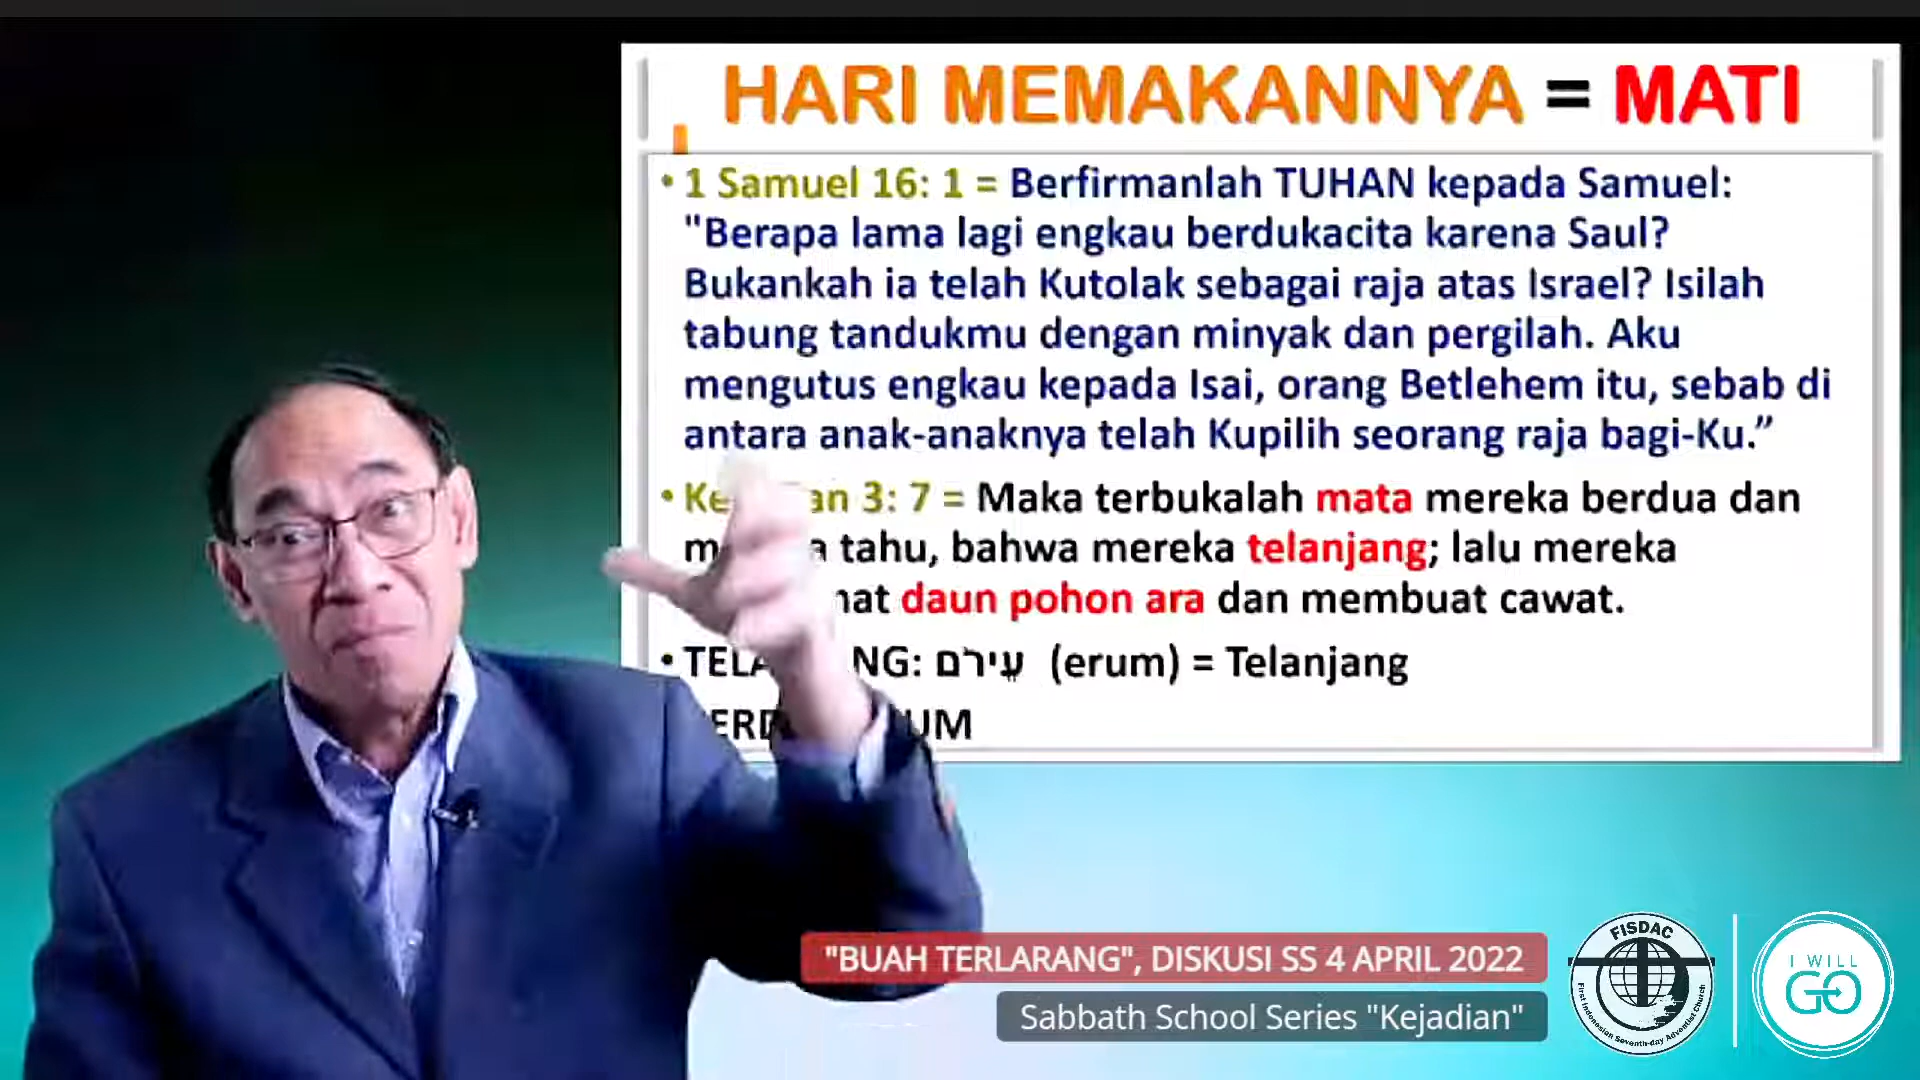 HARI MEMAKANNYA = MATI
• 1 Samuel 16: 1 = Berfirmanlah TUHAN kepada Samuel:
"Berapa lama lagi engkau berdukacita karena Saul?
Bukankah ia telah Kutolak sebagai raja atas Israel? Isilah
tabung tandukmu dengan minyak dan pergilah. Aku
mengutus engkau kepada Isai, orang Betlehem itu, sebab di
antara anak-anaknya telah Kupilih seorang raja bagi-Ku.”
• 3: 7 = Maka terbukalah mata mereka berdua dan
tahu, bahwa mereka telanjang; lalu mereka
daun pohon ara dan membuat cawat.
• עֵירֹם (erum) = Telanjang
"BUAH TERLARANG", DISKUSI SS 4 APRIL 2022
Sabbath School Series "Kejadian"
FISDAC
First Indonesian Seventh-day Adventist Church
I WILL
GO